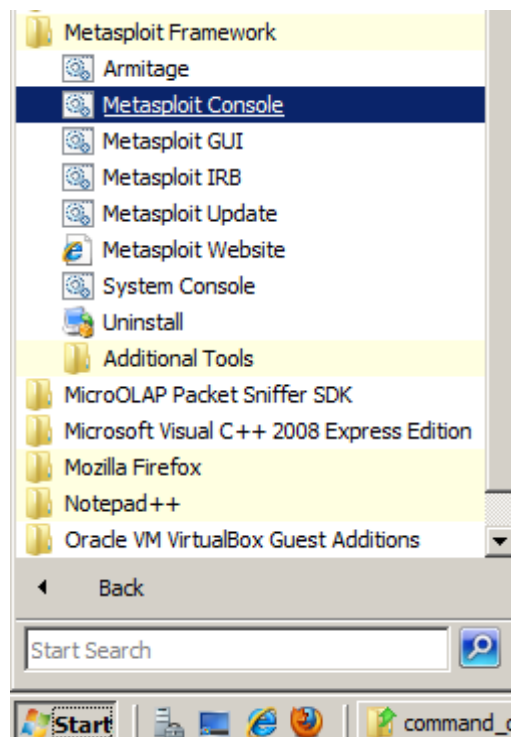 Metasploit Framework
Armitage
Metasploit Console
Metasploit GUI
Metasploit IRB
Metasploit Update
Metasploit Website
System Console
Uninstall
Additional Tools
MicroOLAP Packet Sniffer SDK
Microsoft Visual C++ 2008 Express Edition
Mozilla Firefox
Notepad++
Oracle VM VirtualBox Guest Additions
Back
Start Search
Start command_